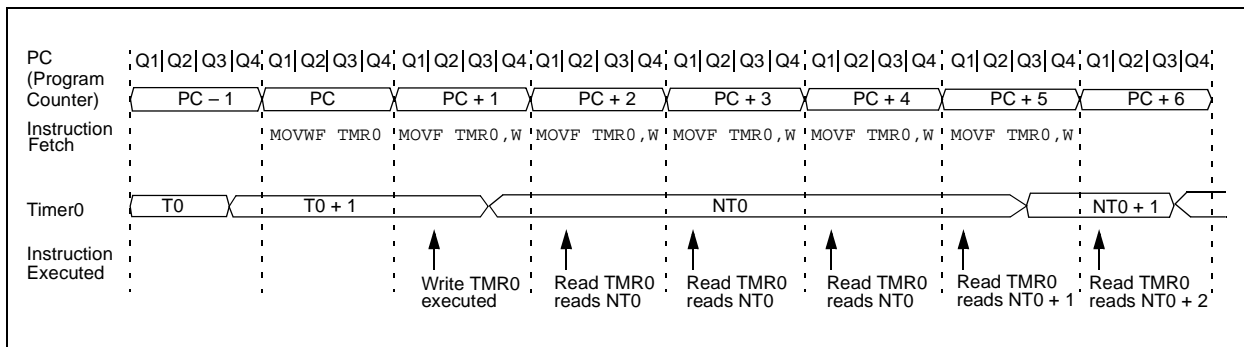 PC
(Program
Counter)
Q1 Q2 Q3 Q4 Q1 Q2 Q3 Q4 Q1 Q2 Q3 Q4 Q1 Q2 Q3 Q4 Q1 Q2 Q3 Q4 Q1 Q2 Q3 Q4 Q1 Q2 Q3 Q4 Q1 Q2 Q3 Q4
PC – 1 PC PC + 1 PC + 2 PC + 3 PC + 4 PC + 5 PC + 6
Instruction
Fetch
MOVWF TMR0 MOVF TMR0,W MOVF TMR0,W MOVF TMR0,W MOVF TMR0,W MOVF TMR0,W
Timer0
T0 T0 + 1 NT0 NT0 + 1
Instruction
Executed
Write TMR0
executed
Read TMR0
reads NT0
Read TMR0
reads NT0
Read TMR0
reads NT0
Read TMR0
reads NT0 + 1
Read TMR0
reads NT0 + 2